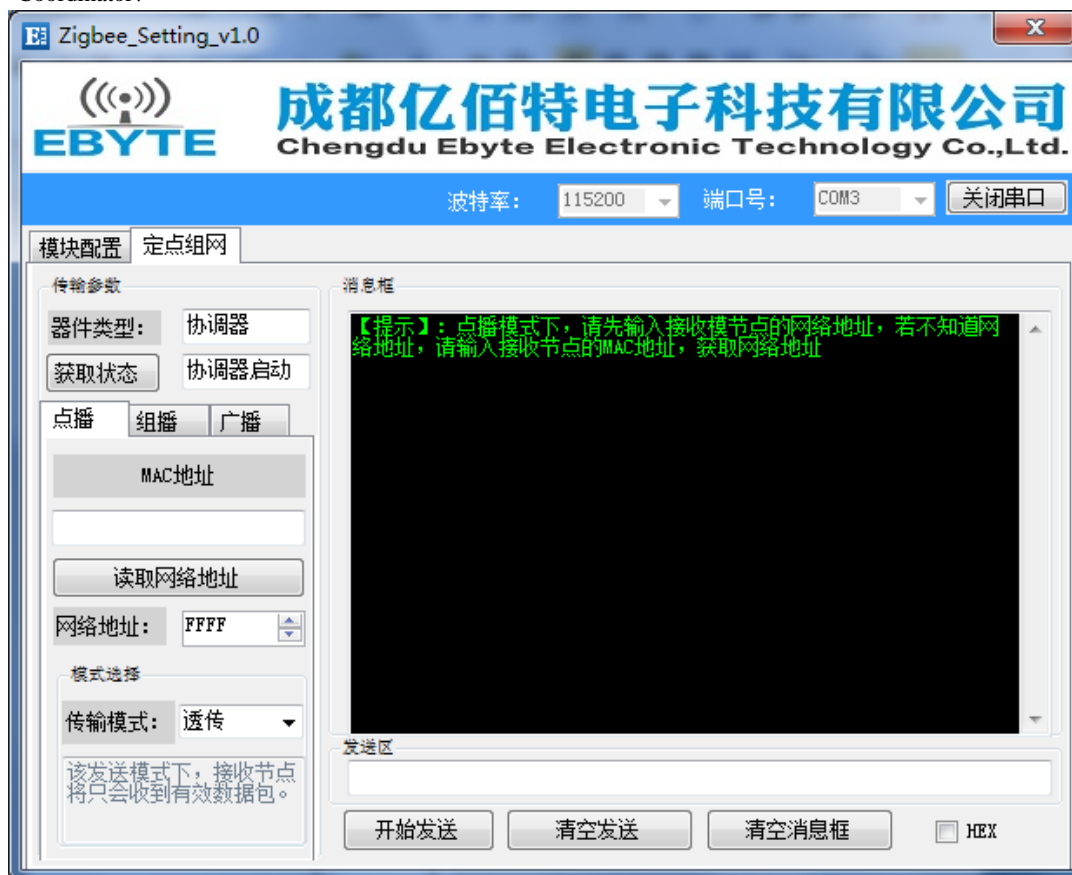 Coordinator:
Zigbee_Setting_v1.0
EBYTE
成都亿佰特电子科技有限公司
Chengdu Ebyte Electronic Technology Co.,Ltd.
波特率： 115200 端口号： COM3 关闭串口
模块配置 定点组网
传输参数
器件类型： 协调器
获取状态 协调器启动
点播 组播 广播
MAC地址
读取网络地址
网络地址： FFFF
模式选择
传输模式： 透传
该发送模式下，接收节点
将只会收到有效数据包。
消息框
【提示】：点播模式下，请先输入接收模节点的网络地址，若不知道网
络地址，请输入接收节点的MAC地址，获取网络地址
发送区
开始发送 清空发送 清空消息框 HEX